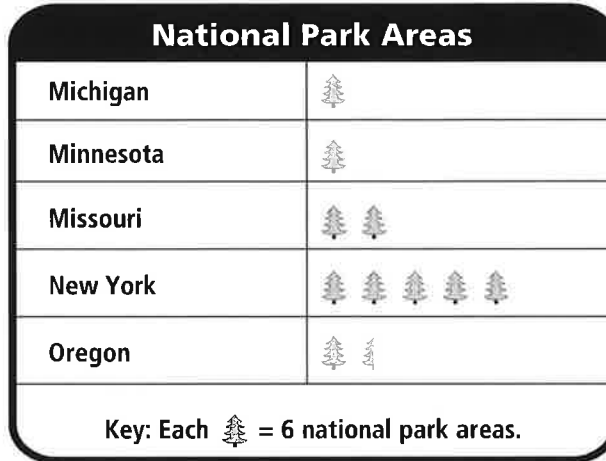 National Park Areas
Michigan
Minnesota
Missouri
New York
Oregon
Key: Each = 6 national park areas.